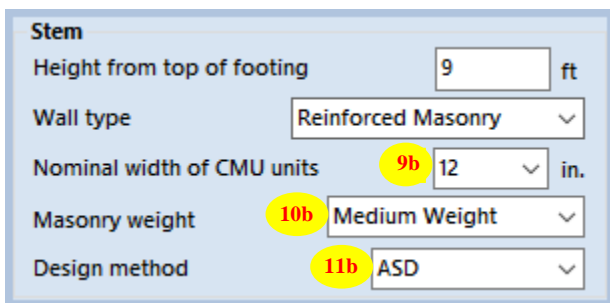 Stem
Height from top of footing 9 ft
Wall type Reinforced Masonry
Nominal width of CMU units 9b 12 in.
Masonry weight 10b Medium Weight
Design method 11b ASD